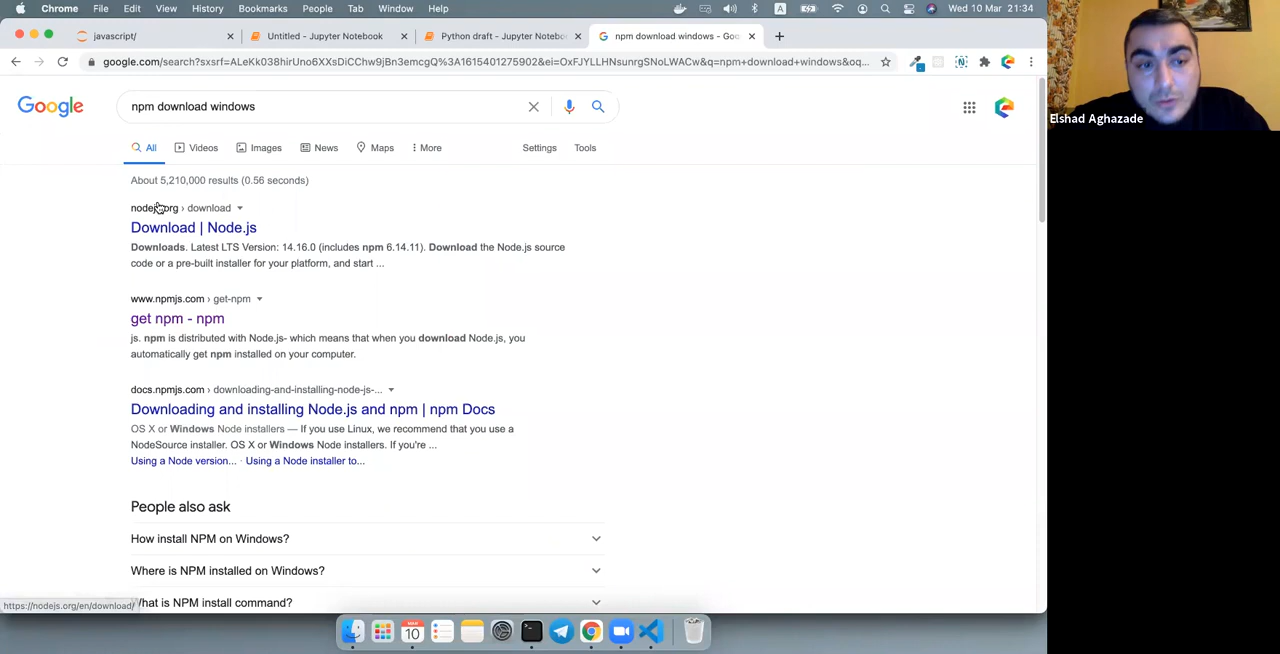 Chrome File Edit View History Bookmarks People Tab Window Help A Wed 10 Mar 21:34
javascript/ Untitled - Jupyter Notebook Python draft - Jupyter Notebo npm download windows - Goo
google.com/search?sxsrf=ALeKk038hirUno6XXsDiCChw9jBn3emcgQ%3A1615401275902&ei=OxFJYLLHNsunrgSNoLWACw&q=npm+download+windows&oq...
Google npm download windows
Elshad Aghazade
All Videos Images News Maps More Settings Tools
About 5,210,000 results (0.56 seconds)
nodejs.org › download
Download | Node.js
Downloads. Latest LTS Version: 14.16.0 (includes npm 6.14.11). Download the Node.js source
code or a pre-built installer for your platform, and start ...
www.npmjs.com › get-npm
get npm - npm
js. npm is distributed with Node.js- which means that when you download Node.js, you
automatically get npm installed on your computer.
docs.npmjs.com › downloading-and-installing-node-js-...
Downloading and installing Node.js and npm | npm Docs
OS X or Windows Node installers — If you use Linux, we recommend that you use a
NodeSource installer. OS X or Windows Node installers. If you're ...
Using a Node version... · Using a Node installer to...
People also ask
How install NPM on Windows?
Where is NPM installed on Windows?
What is NPM install command?
https://nodejs.org/en/download/
10